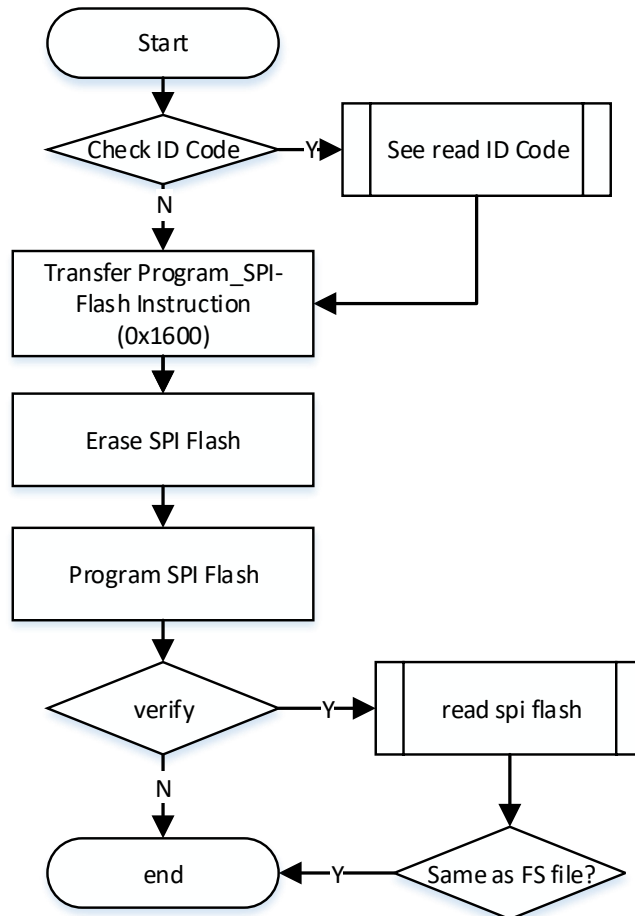 Start
Check ID Code
Y
See read ID Code
N
Transfer Program_SPI-
Flash Instruction
(0x1600)
Erase SPI Flash
Program SPI Flash
verify
Y
read spi flash
N
end
Y
Same as FS file?